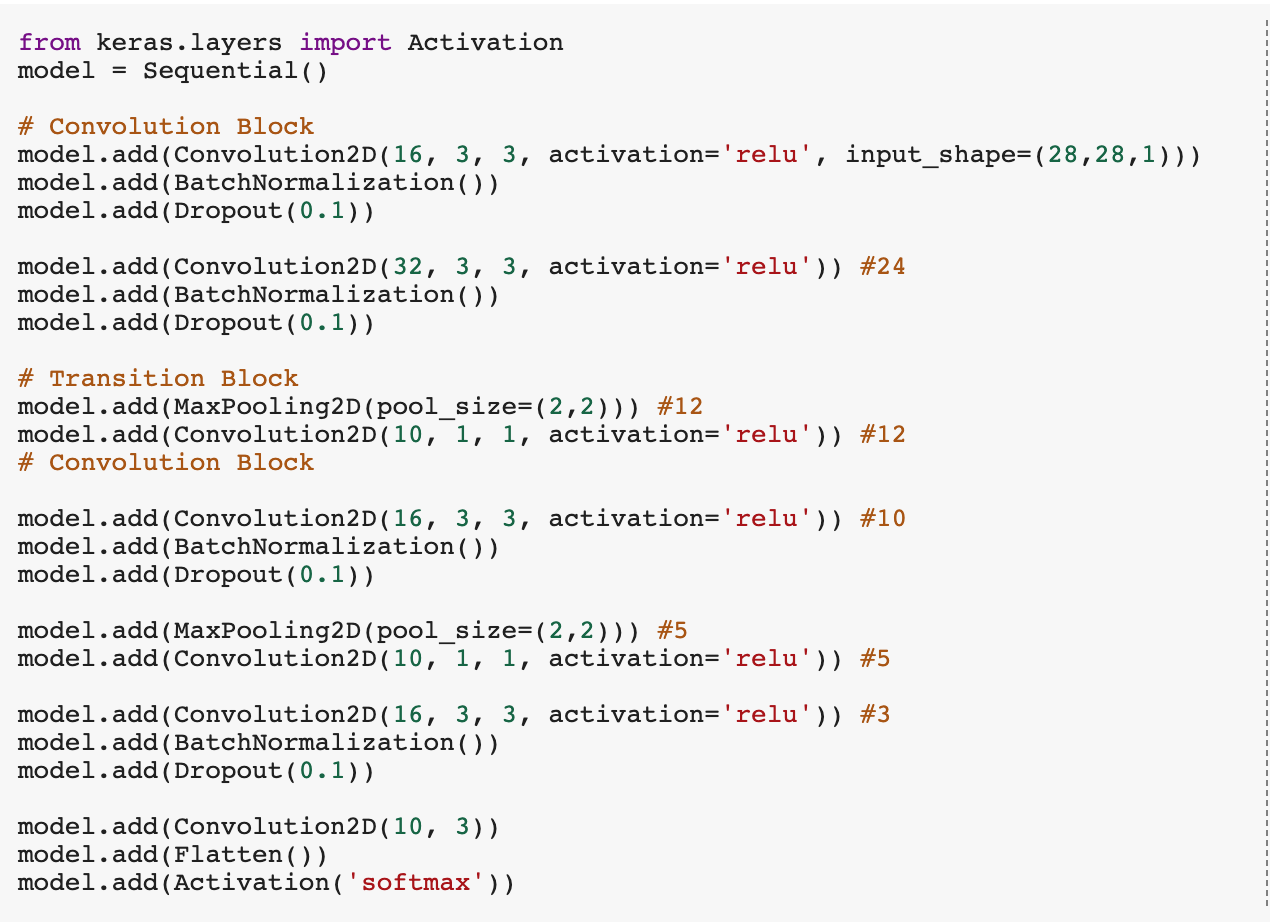 from keras.layers import Activation
model = Sequential()
# Convolution Block
model.add(Convolution2D(16, 3, 3, activation='relu', input_shape=(28,28,1)))
model.add(BatchNormalization())
model.add(Dropout(0.1))
model.add(Convolution2D(32, 3, 3, activation='relu')) #24
model.add(BatchNormalization())
model.add(Dropout(0.1))
# Transition Block
model.add(MaxPooling2D(pool_size=(2,2))) #12
model.add(Convolution2D(10, 1, 1, activation='relu')) #12
# Convolution Block
model.add(Convolution2D(16, 3, 3, activation='relu')) #10
model.add(BatchNormalization())
model.add(Dropout(0.1))
model.add(MaxPooling2D(pool_size=(2,2))) #5
model.add(Convolution2D(10, 1, 1, activation='relu')) #5
model.add(Convolution2D(16, 3, 3, activation='relu')) #3
model.add(BatchNormalization())
model.add(Dropout(0.1))
model.add(Convolution2D(10, 3))
model.add(Flatten())
model.add(Activation('softmax'))